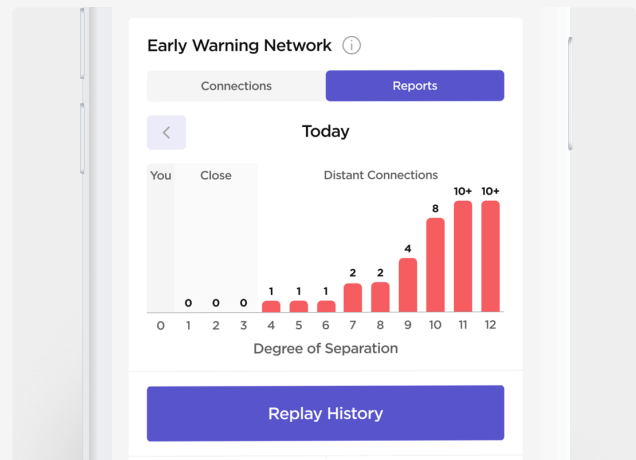 Early Warning Network
Connections Reports
Today
You Close Distant Connections
0 0 0 1 1 1 2 2 4 8 10+ 10+
0 1 2 3 4 5 6 7 8 9 10 11 12
Degree of Separation
Replay History